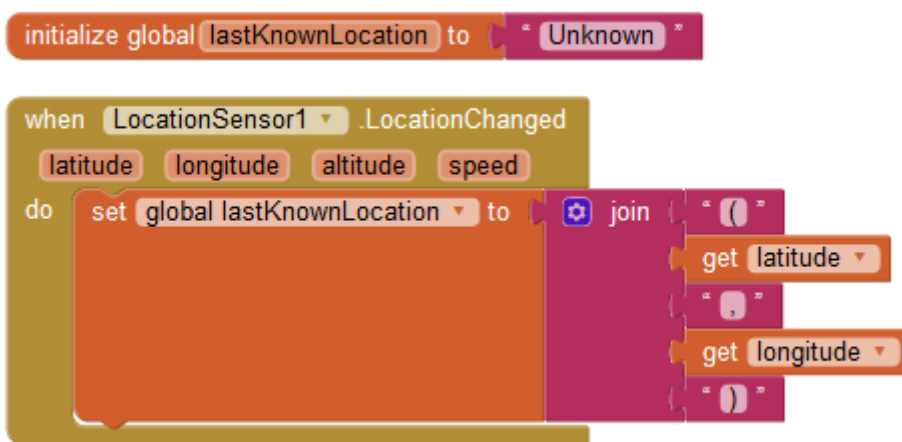 initialize global lastKnownLocation to " Unknown "
when LocationSensor1 .LocationChanged
latitude longitude altitude speed
do set global lastKnownLocation to join " ( "
get latitude
" , "
get longitude
" ) "